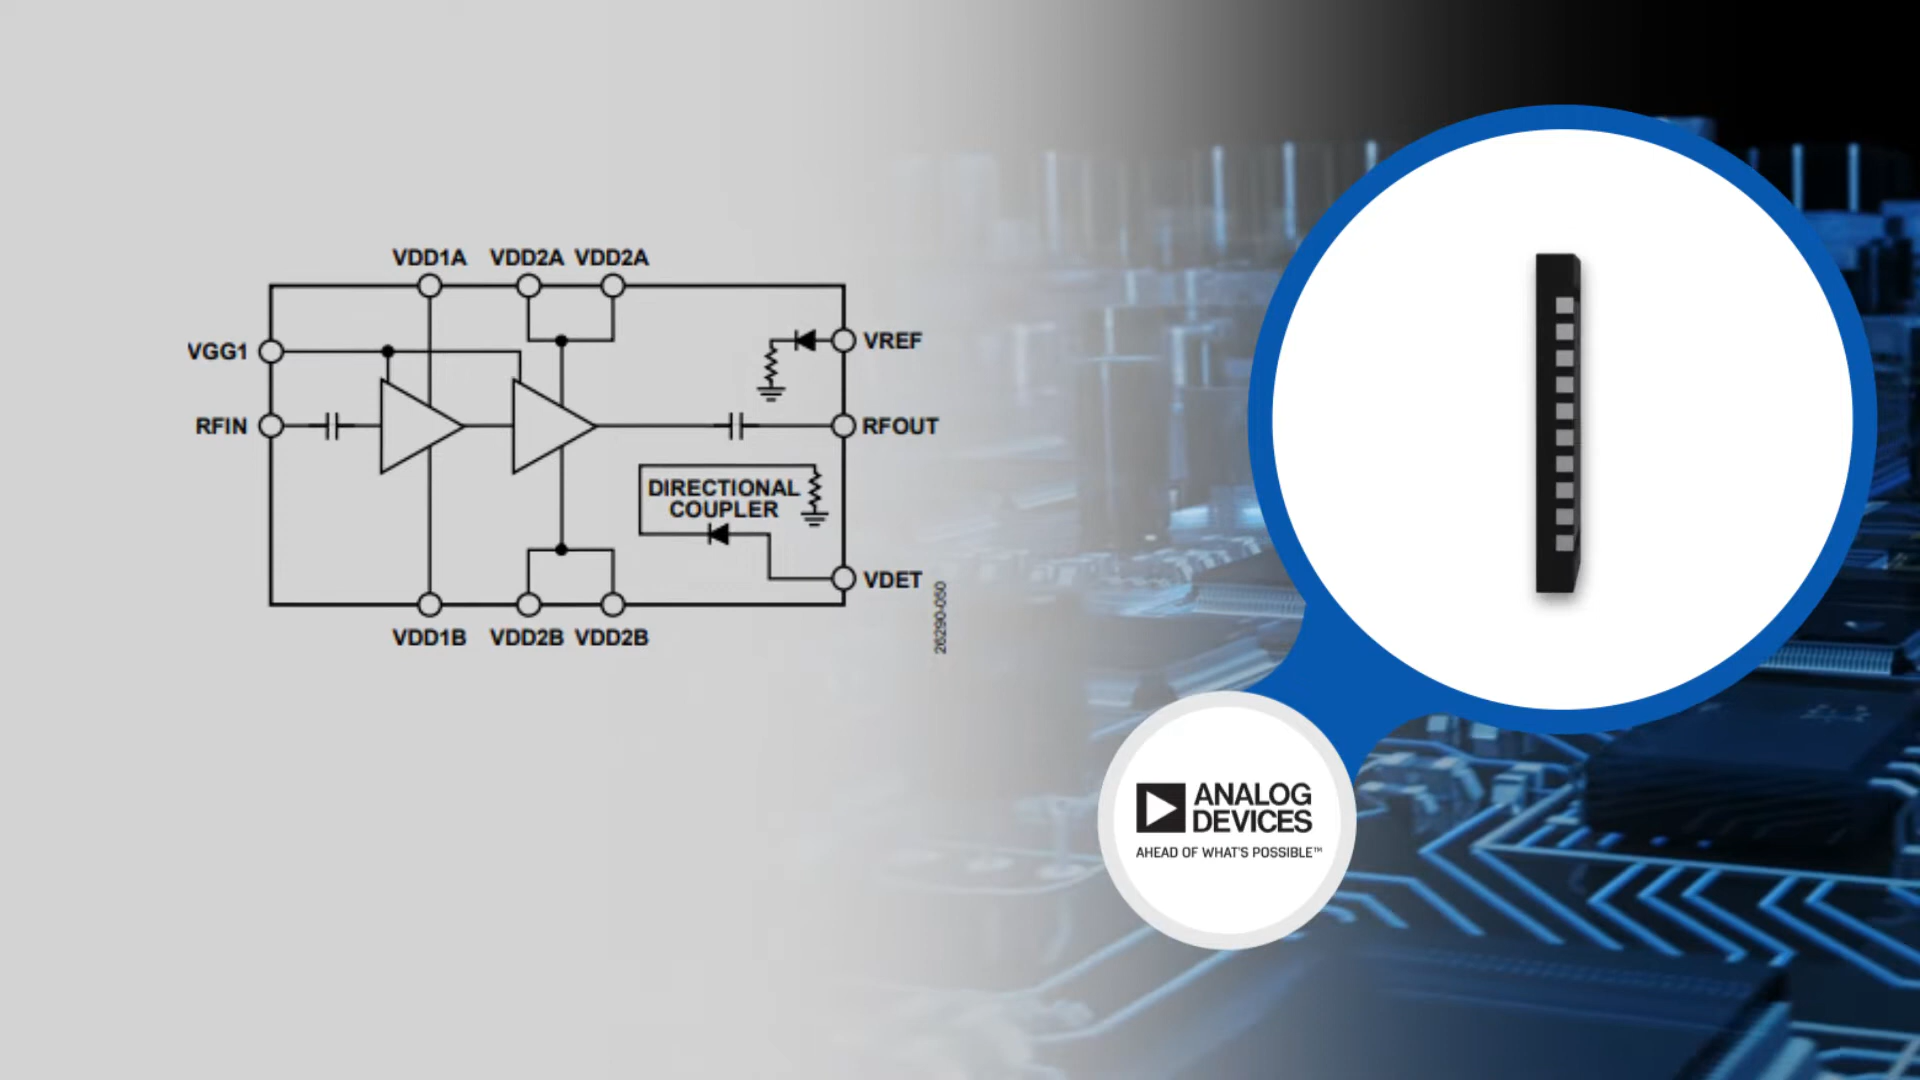 VDD1A VDD2A VDD2A
VGG1
VREF
RFIN
RFOUT
DIRECTIONAL
COUPLER
VDET
26290-050
VDD1B VDD2B VDD2B
ANALOG
DEVICES
AHEAD OF WHAT'S POSSIBLE™